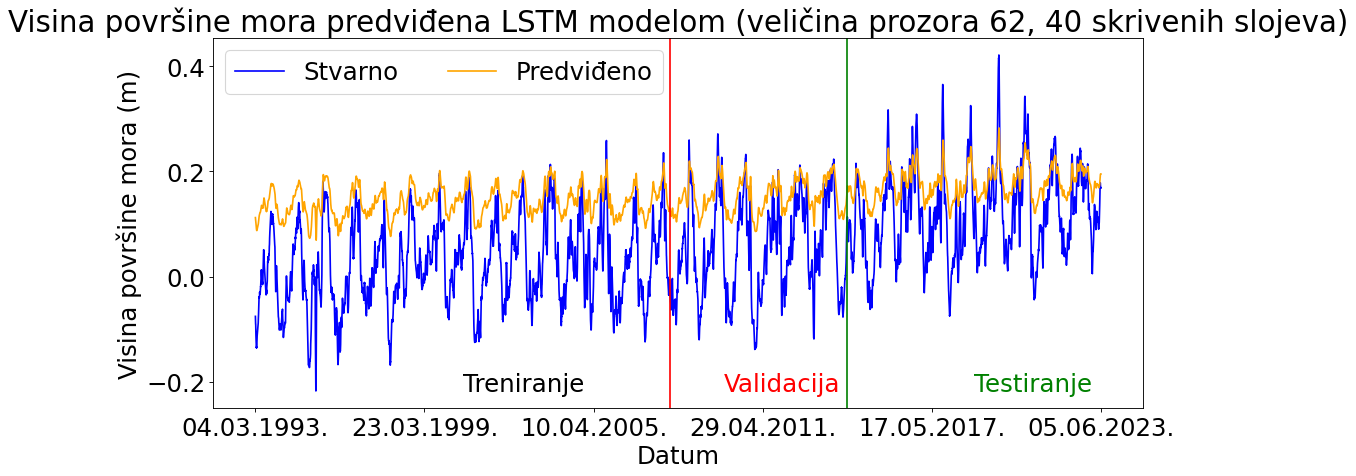 Visina površine mora predviđena LSTM modelom (veličina prozora 62, 40 skrivenih slojeva)
Stvarno
Predviđeno
Visina površine mora (m)
0.4
0.2
0.0
−0.2
Treniranje
Validacija
Testiranje
04.03.1993.
23.03.1999.
10.04.2005.
29.04.2011.
17.05.2017.
05.06.2023.
Datum